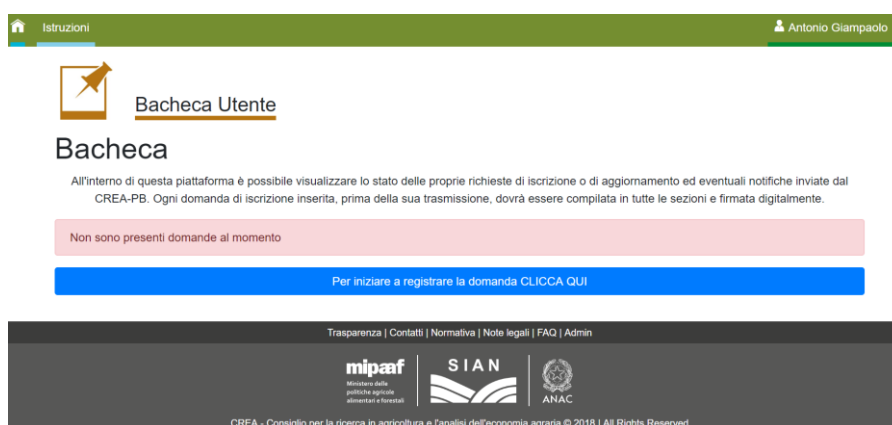 Istruzioni
Antonio Giampaolo
Bacheca Utente
Bacheca
All'interno di questa piattaforma è possibile visualizzare lo stato delle proprie richieste di iscrizione o di aggiornamento ed eventuali notifiche inviate dal
CREA-PB. Ogni domanda di iscrizione inserita, prima della sua trasmissione, dovrà essere compilata in tutte le sezioni e firmata digitalmente.
Non sono presenti domande al momento
Per iniziare a registrare la domanda CLICCA QUI
Trasparenza | Contatti | Normativa | Note legali | FAQ | Admin
mipaaf
Ministero delle
politiche agricole
alimentari e forestali
SIAN
ANAC
CREA - Consiglio per la ricerca in agricoltura e l'analisi dell'economia agraria © 2018 | All Rights Reserved